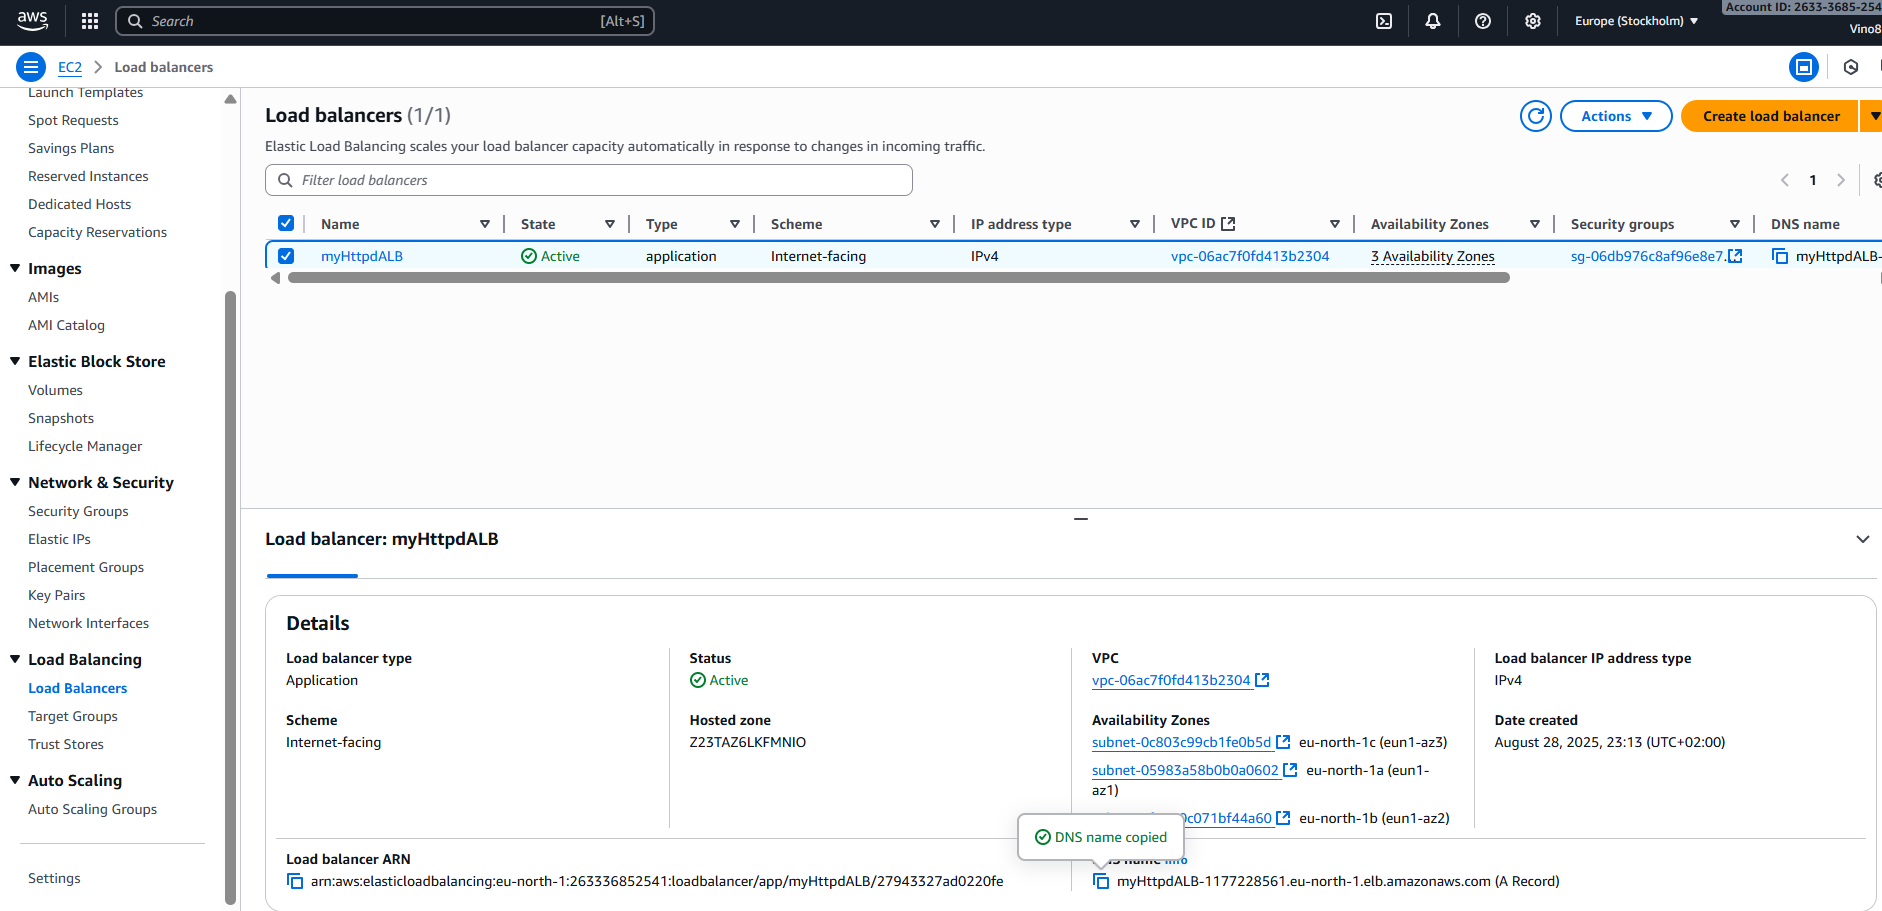 aws
Search
[Alt+S]
Europe (Stockholm)
Account ID: 2633-3685-254
Vino8
EC2
Load balancers
Launch Templates
Spot Requests
Savings Plans
Reserved Instances
Dedicated Hosts
Capacity Reservations
Images
AMIs
AMI Catalog
Elastic Block Store
Volumes
Snapshots
Lifecycle Manager
Network & Security
Security Groups
Elastic IPs
Placement Groups
Key Pairs
Network Interfaces
Load Balancing
Load Balancers
Target Groups
Trust Stores
Auto Scaling
Auto Scaling Groups
Settings
Load balancers (1/1)
Actions
Create load balancer
Elastic Load Balancing scales your load balancer capacity automatically in response to changes in incoming traffic.
Filter load balancers
1
Name State Type Scheme IP address type VPC ID Availability Zones Security groups DNS name
myHttpdALB Active application Internet-facing IPv4 vpc-06ac7f0fd413b2304 3 Availability Zones sg-06db976c8af96e8e7... myHttpdALB-
Load balancer: myHttpdALB
Details
Load balancer type
Application
Scheme
Internet-facing
Status
Active
Hosted zone
Z23TAZ6LKFMNIO
VPC
vpc-06ac7f0fd413b2304
Availability Zones
subnet-0c803c99cb1fe0b5d eu-north-1c (eun1-az3)
subnet-05983a58b0b0a0602 eu-north-1a (eun1-
az1)
0c071bf44a60 eu-north-1b (eun1-az2)
Load balancer IP address type
IPv4
Date created
August 28, 2025, 23:13 (UTC+02:00)
DNS name copied
Load balancer ARN
arn:aws:elasticloadbalancing:eu-north-1:263336852541:loadbalancer/app/myHttpdALB/27943327ad0220fe
DNS name Info
myHttpdALB-1177228561.eu-north-1.elb.amazonaws.com (A Record)